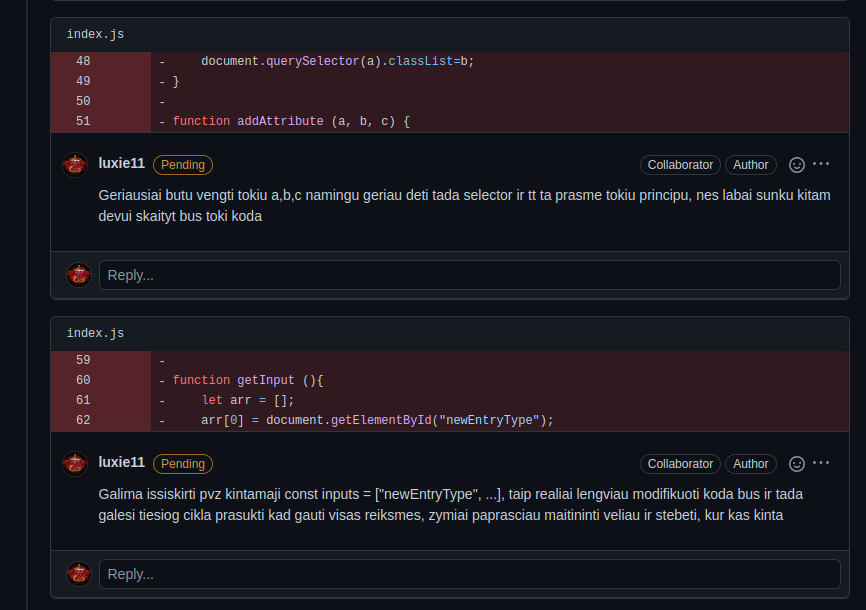 index.js
48 - document.querySelector(a).classList=b;
49 - }
50 -
51 - function addAttribute (a, b, c) {
luxie11 Pending Collaborator Author ···
Geriausiai butu vengti tokiu a,b,c namingu geriau deti tada selector ir tt ta prasme tokiu principu, nes labai sunku kitam
devui skaityt bus toki koda
Reply...
index.js
59 -
60 - function getInput (){
61 - let arr = [];
62 - arr[0] = document.getElementById("newEntryType");
luxie11 Pending Collaborator Author ···
Galima issiskirti pvz kintamaji const inputs = ["newEntryType", ...], taip realiai lengviau modifikuoti koda bus ir tada
galesi tiesiog cikla prasukti kad gauti visas reiksmes, zymiai paprasciau maitininti veliau ir stebeti, kur kas kinta
Reply...